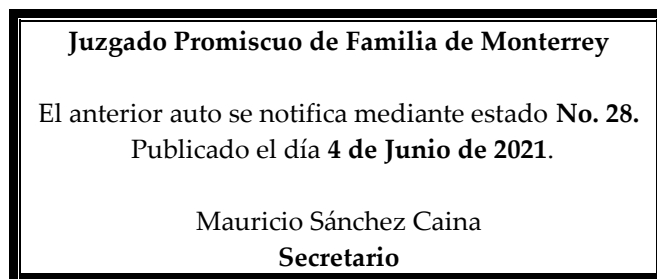 Juzgado Promiscuo de Familia de Monterrey
El anterior auto se notifica mediante estado No. 28.
Publicado el día 4 de Junio de 2021.
Mauricio Sánchez Caina
Secretario